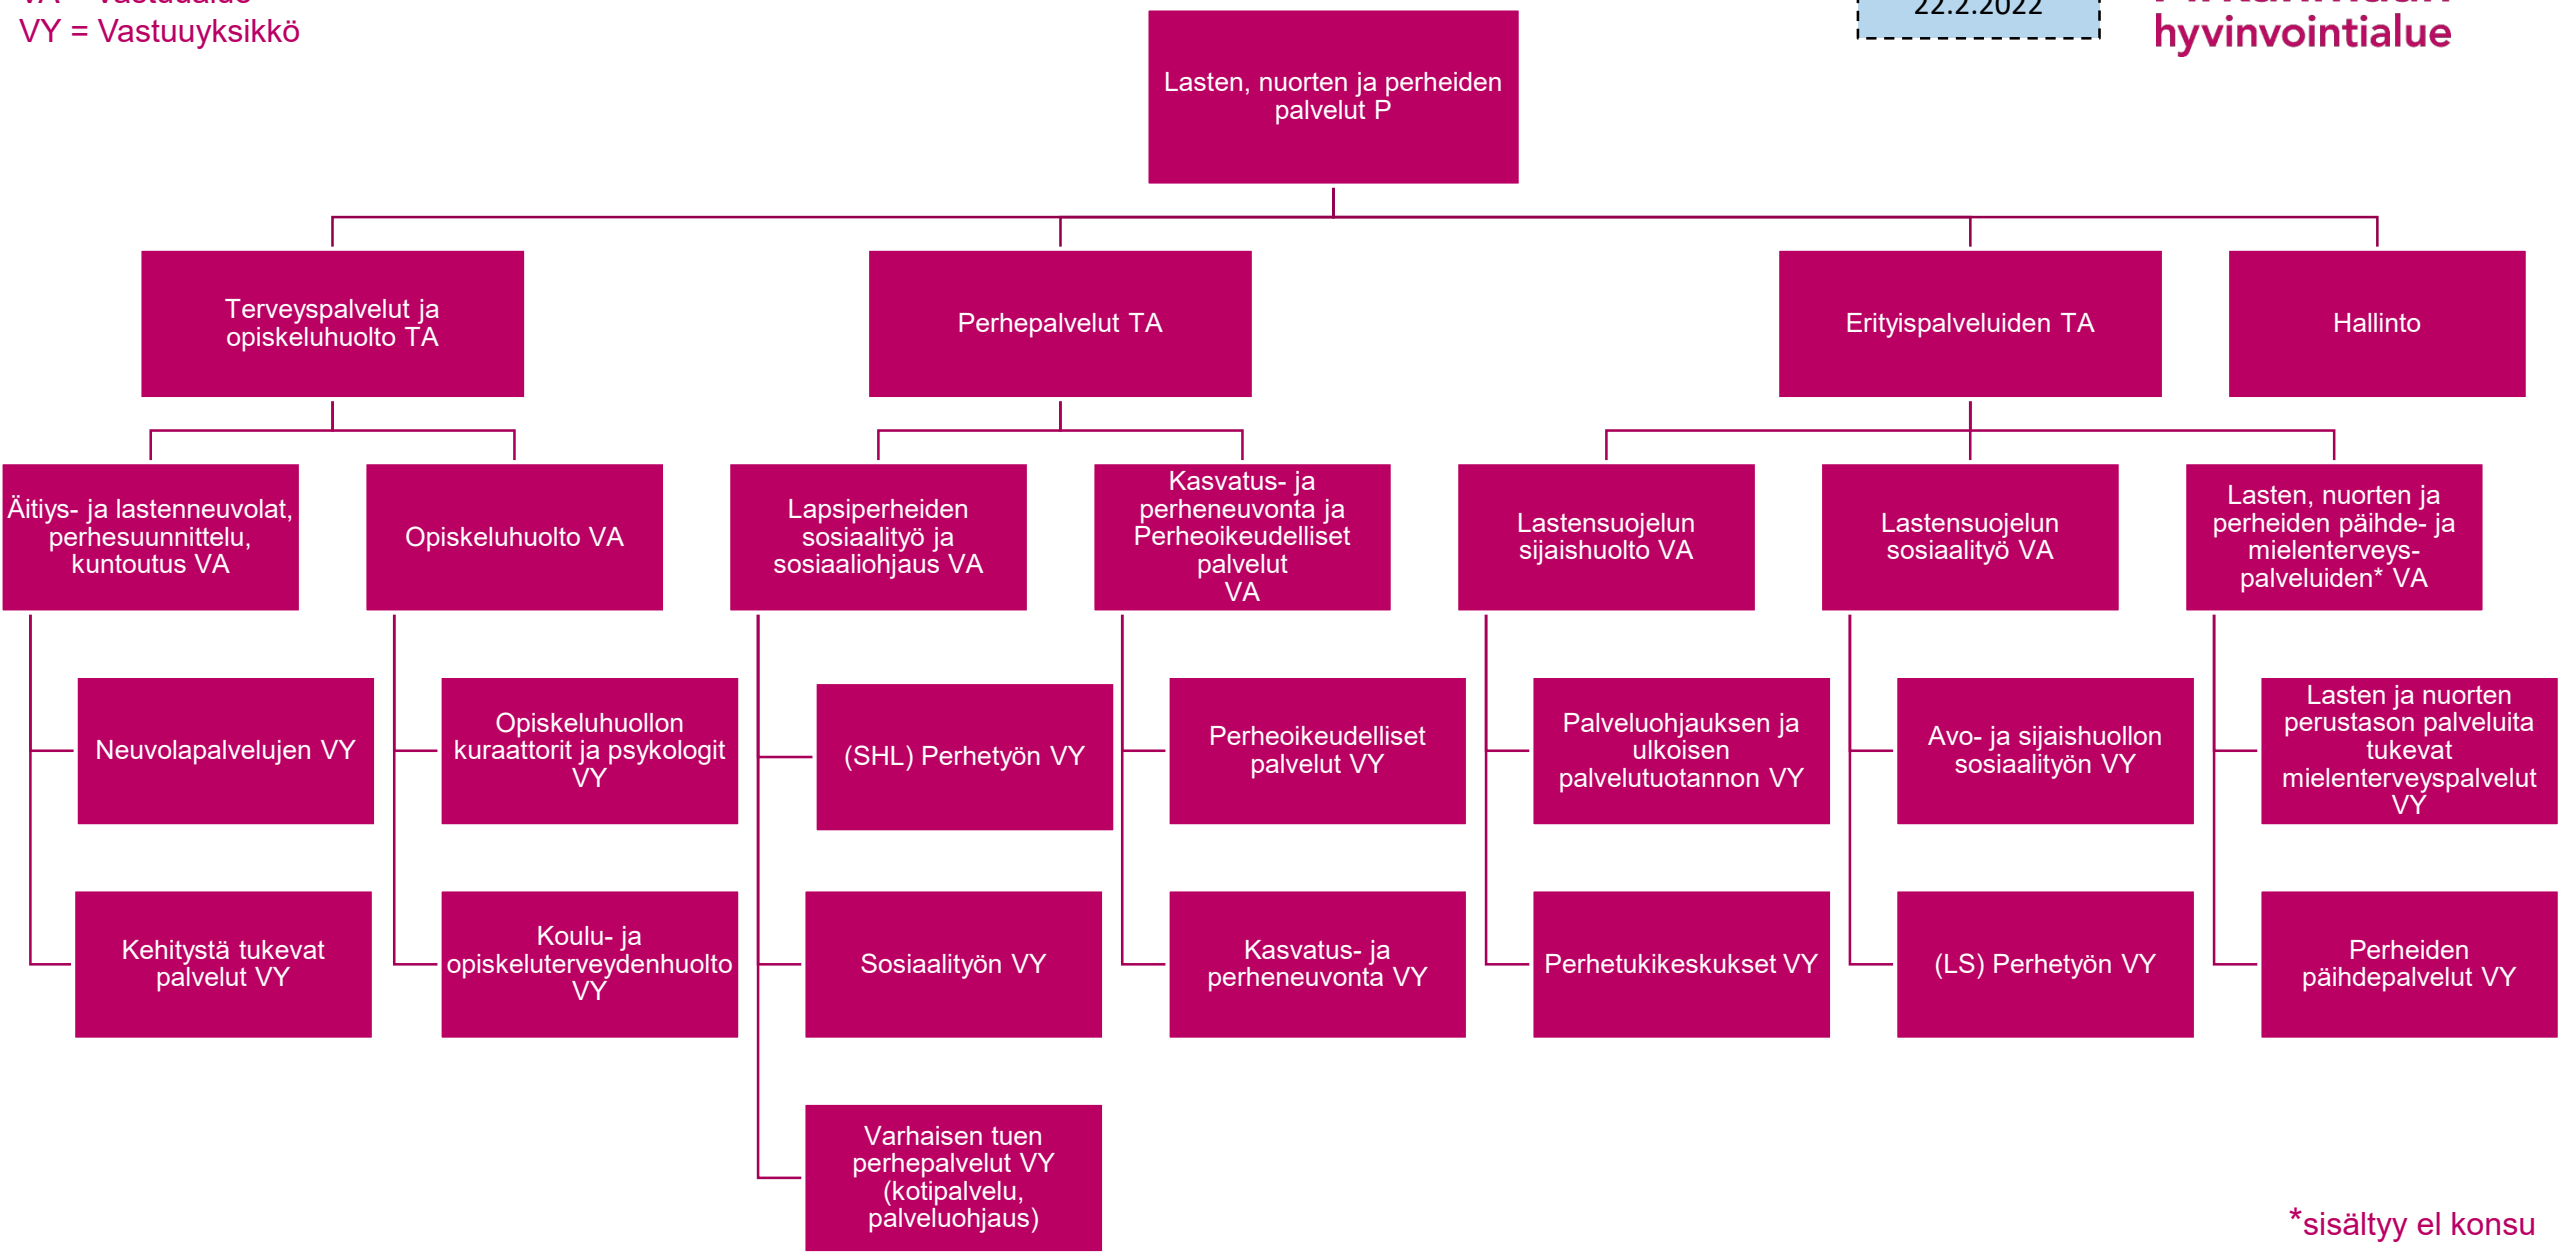 VA = Vastuualue
VY = Vastuuyksikkö
22.2.2022
Pirkanmaan
hyvinvointialue
Lasten, nuorten ja perheiden
palvelut P
Terveyspalvelut ja
opiskeluhuolto TA
Perhepalvelut TA
Erityispalveluiden TA
Hallinto
Äitiys- ja lastenneuvolat,
perhesuunnittelu,
kuntoutus VA
Opiskeluhuolto VA
Lapsiperheiden
sosiaalityö ja
sosiaaliohjaus VA
Kasvatus- ja
perheneuvonta ja
Perheoikeudelliset
palvelut
VA
Lastensuojelun
sijaishuolto VA
Lastensuojelun
sosiaalityö VA
Lasten, nuorten ja
perheiden päihde- ja
mielenterveys-
palveluiden* VA
Neuvolapalvelujen VY
Opiskeluhuollon
kuraattorit ja psykologit
VY
(SHL) Perhetyön VY
Perheoikeudelliset
palvelut VY
Palveluohjauksen ja
ulkoisen
palvelutuotannon VY
Avo- ja sijaishuollon
sosiaalityön VY
Lasten ja nuorten
perustason palveluita
tukevat
mielenterveyspalvelut
VY
Kehitystä tukevat
palvelut VY
Koulu- ja
opiskeluterveydenhuolto
VY
Sosiaalityön VY
Kasvatus- ja
perheneuvonta VY
Perhetukikeskukset VY
(LS) Perhetyön VY
Perheiden
päihdepalvelut VY
Varhaisen tuen
perhepalvelut VY
(kotipalvelu,
palveluohjaus)
*sisältyy el konsu